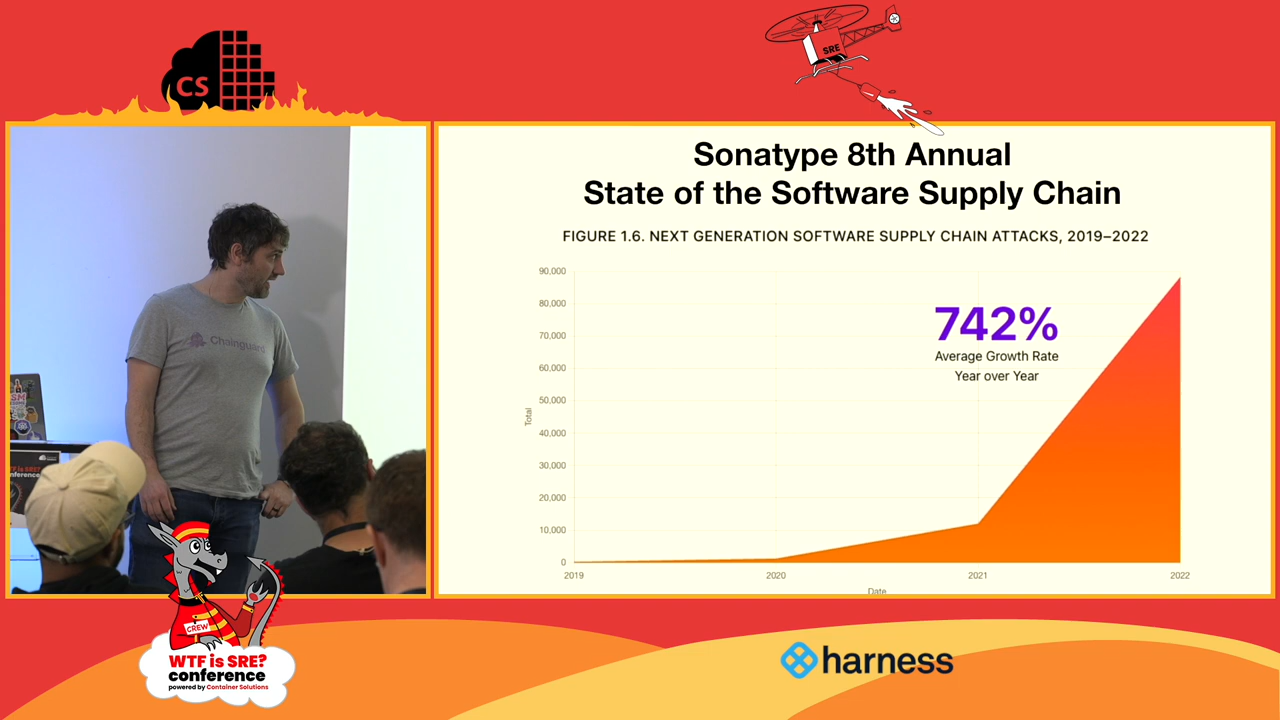 CS
SRE
Chainguard
Sonatype 8th Annual
State of the Software Supply Chain
FIGURE 1.6. NEXT GENERATION SOFTWARE SUPPLY CHAIN ATTACKS, 2019–2022
90,000
80,000
70,000
60,000
50,000
40,000
30,000
20,000
10,000
0
Total
742%
Average Growth Rate
Year over Year
2019
2020
2021
2022
Date
CREW
WTF is SRE?
conference
powered by Container Solutions
harness